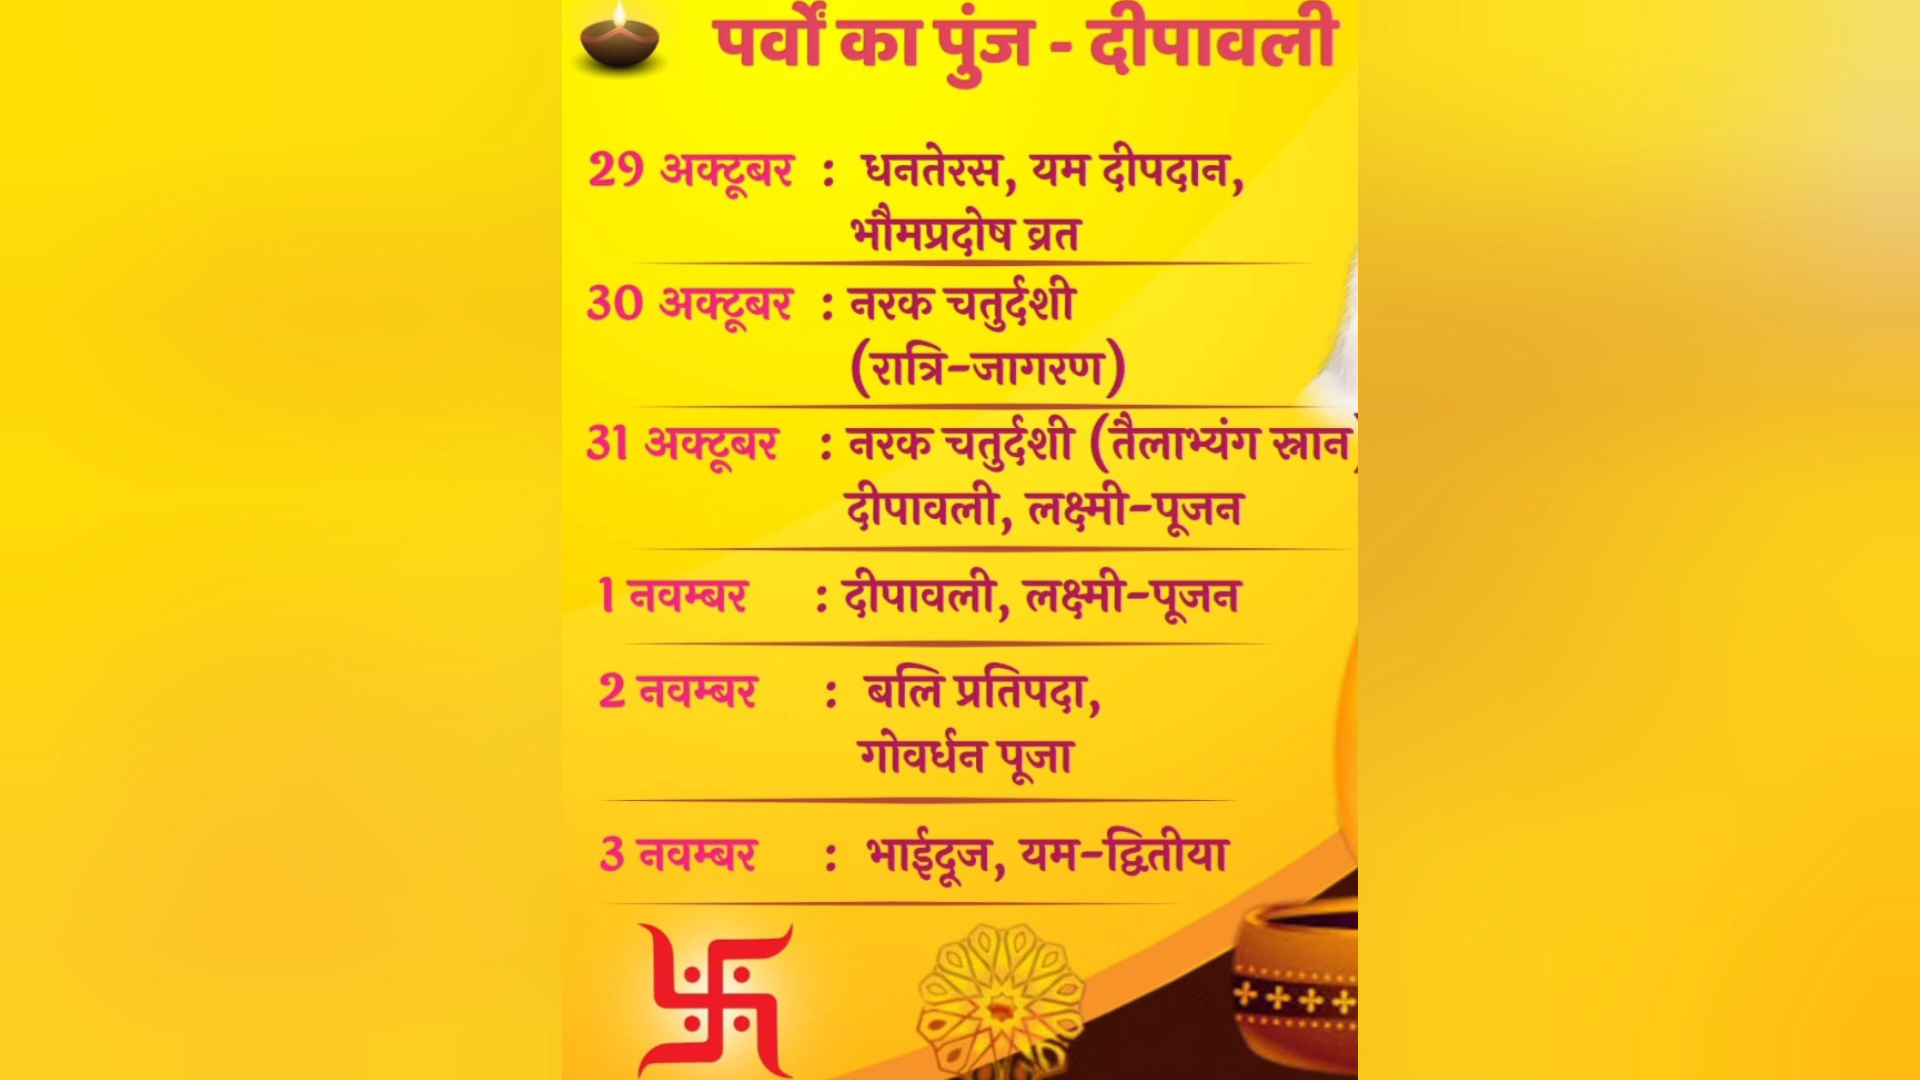 पर्वों का पुंज - दीपावली
29 अक्टूबर : धनतेरस, यम दीपदान,
भौमप्रदोष व्रत
30 अक्टूबर : नरक चतुर्दशी
(रात्रि-जागरण)
31 अक्टूबर : नरक चतुर्दशी (तैलाभ्यंग स्नान)
दीपावली, लक्ष्मी-पूजन
1 नवम्बर : दीपावली, लक्ष्मी-पूजन
2 नवम्बर : बलि प्रतिपदा,
गोवर्धन पूजा
3 नवम्बर : भाईदूज, यम-द्वितीया